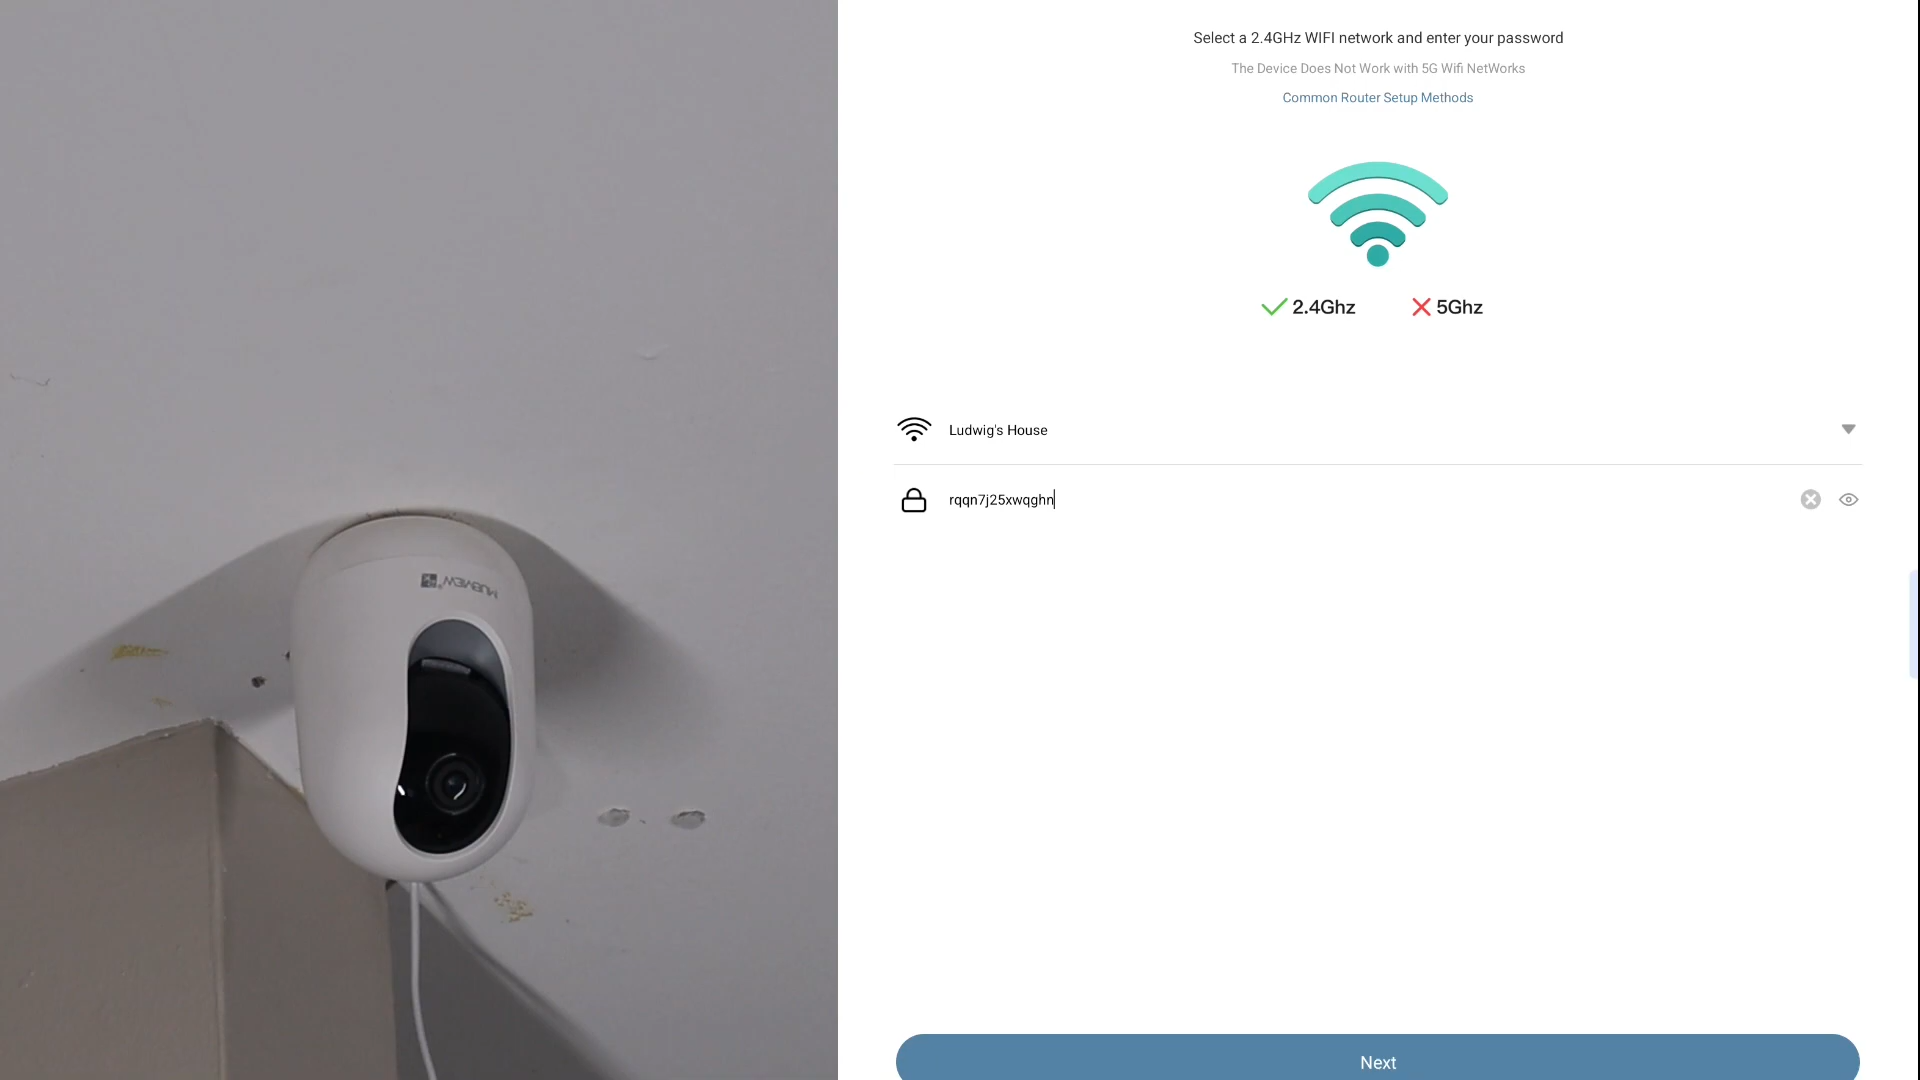 MUBVIEW
Select a 2.4GHz WIFI network and enter your password
The Device Does Not Work with 5G Wifi NetWorks
Common Router Setup Methods
2.4Ghz 5Ghz
Ludwig's House
rqqn7j25xwqghn
Next